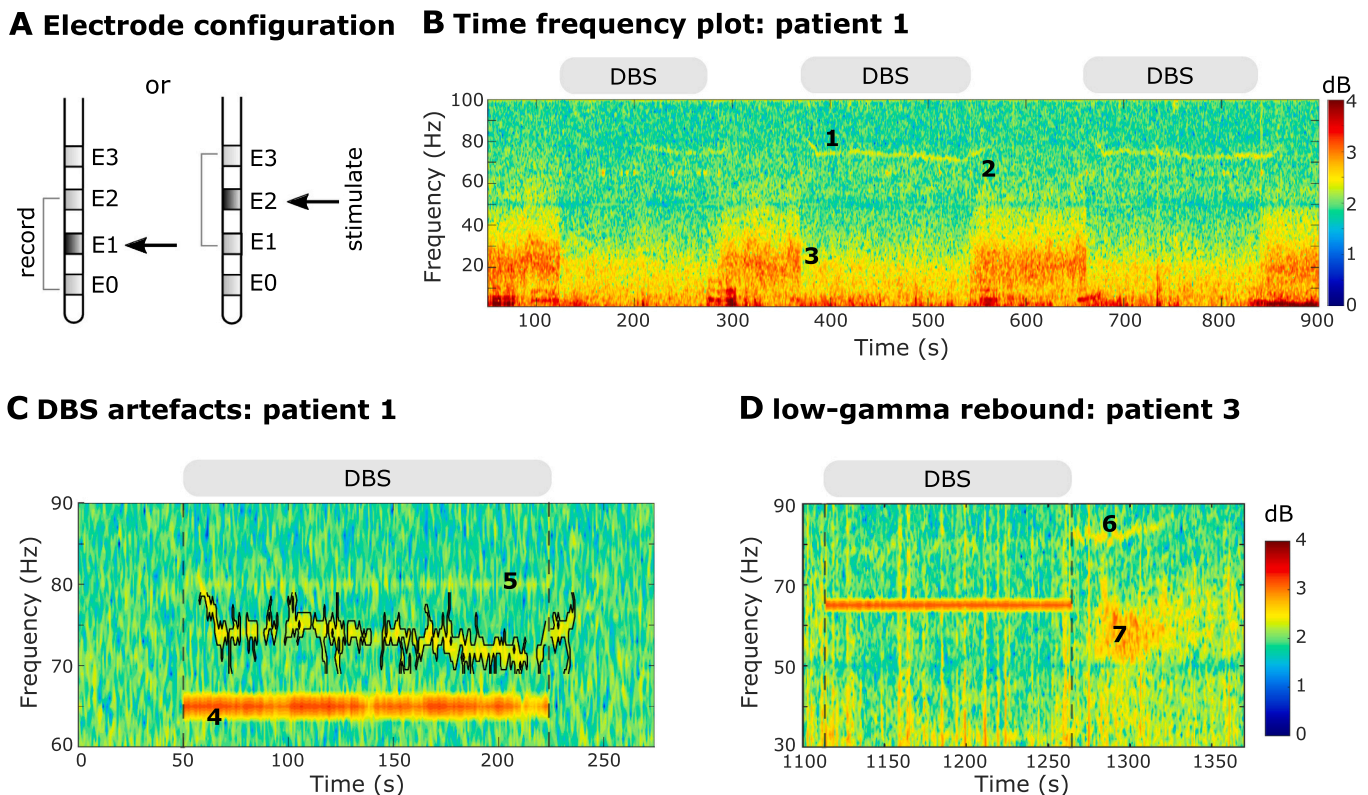 A Electrode configuration
or
E3
E2
E1
E0
record
E3
E2
E1
E0
stimulate
B Time frequency plot: patient 1
DBS DBS DBS
dB
Frequency (Hz)
100
80
60
40
20
1
2
3
100 200 300 400 500 600 700 800 900
Time (s)
4
3
2
1
0
C DBS artefacts: patient 1
DBS
Frequency (Hz)
90
80
70
60
5
4
0 50 100 150 200 250
Time (s)
D low-gamma rebound: patient 3
DBS
Frequency (Hz)
90
70
50
30
6
7
1100 1150 1200 1250 1300 1350
Time (s)
dB
4
3
2
1
0